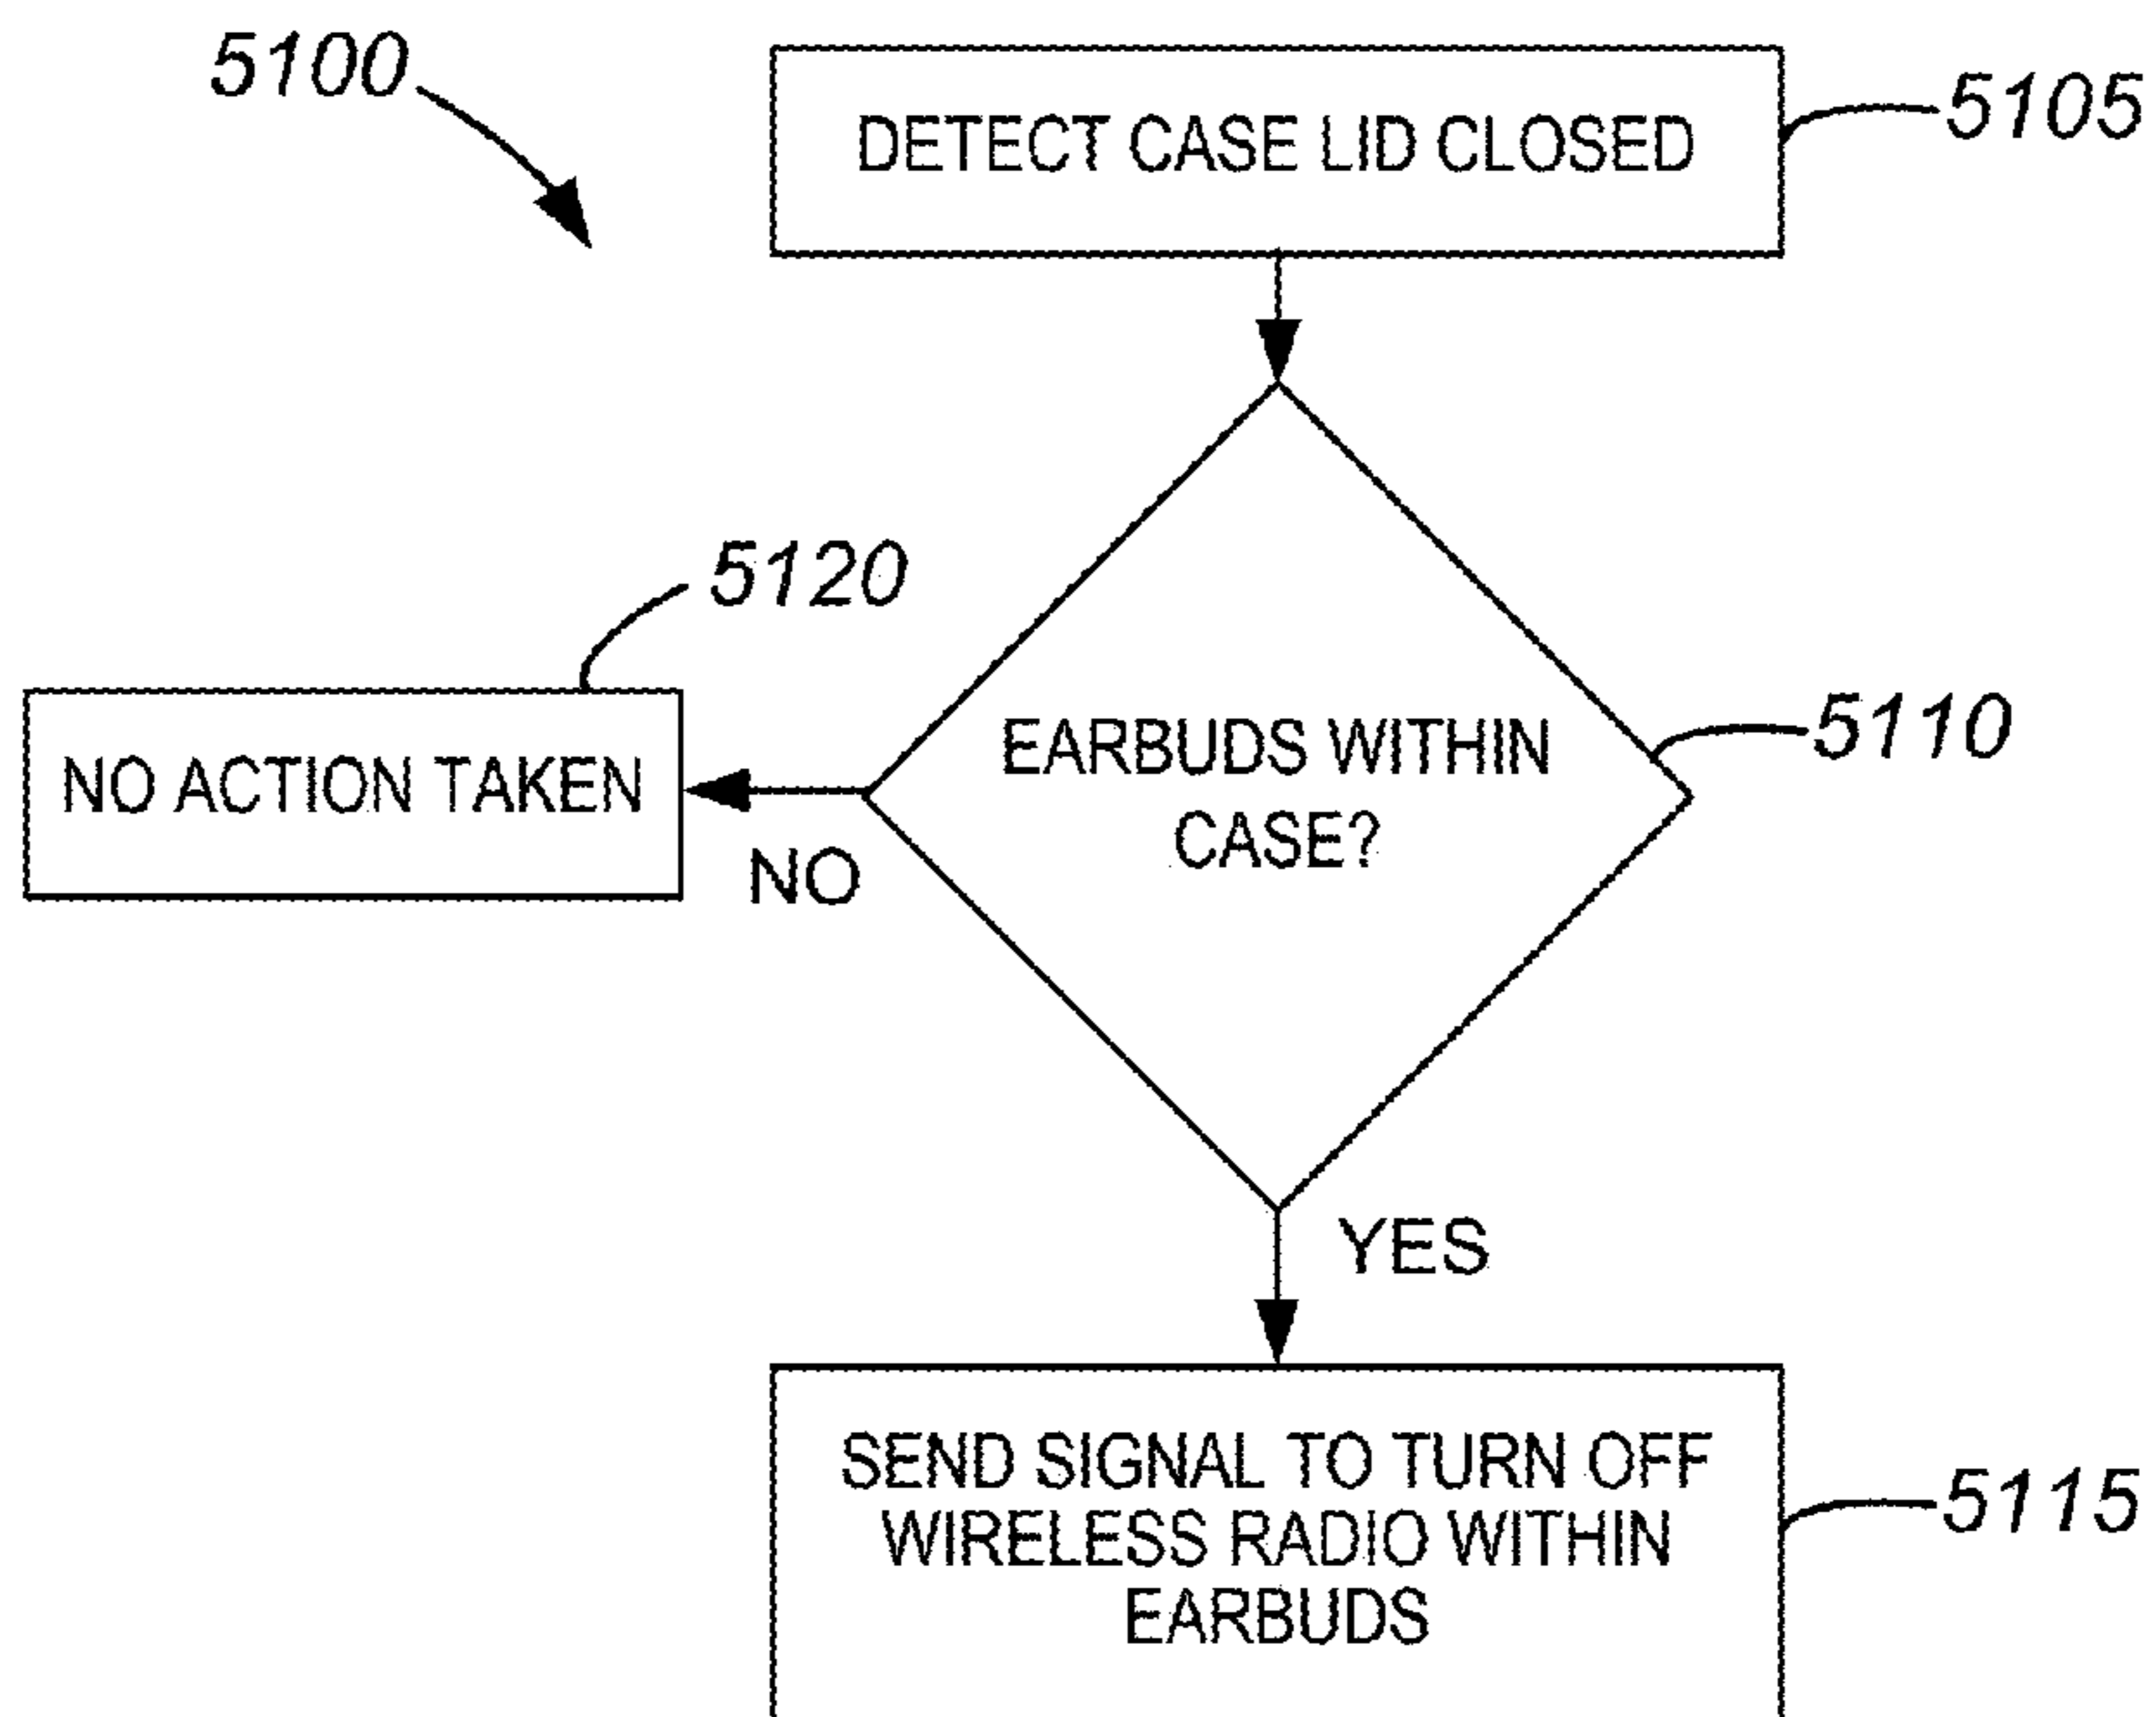 5100
DETECT CASE LID CLOSED
5105
5120
NO ACTION TAKEN
NO
EARBUDS WITHIN
CASE?
5110
YES
SEND SIGNAL TO TURN OFF
WIRELESS RADIO WITHIN
EARBUDS
5115